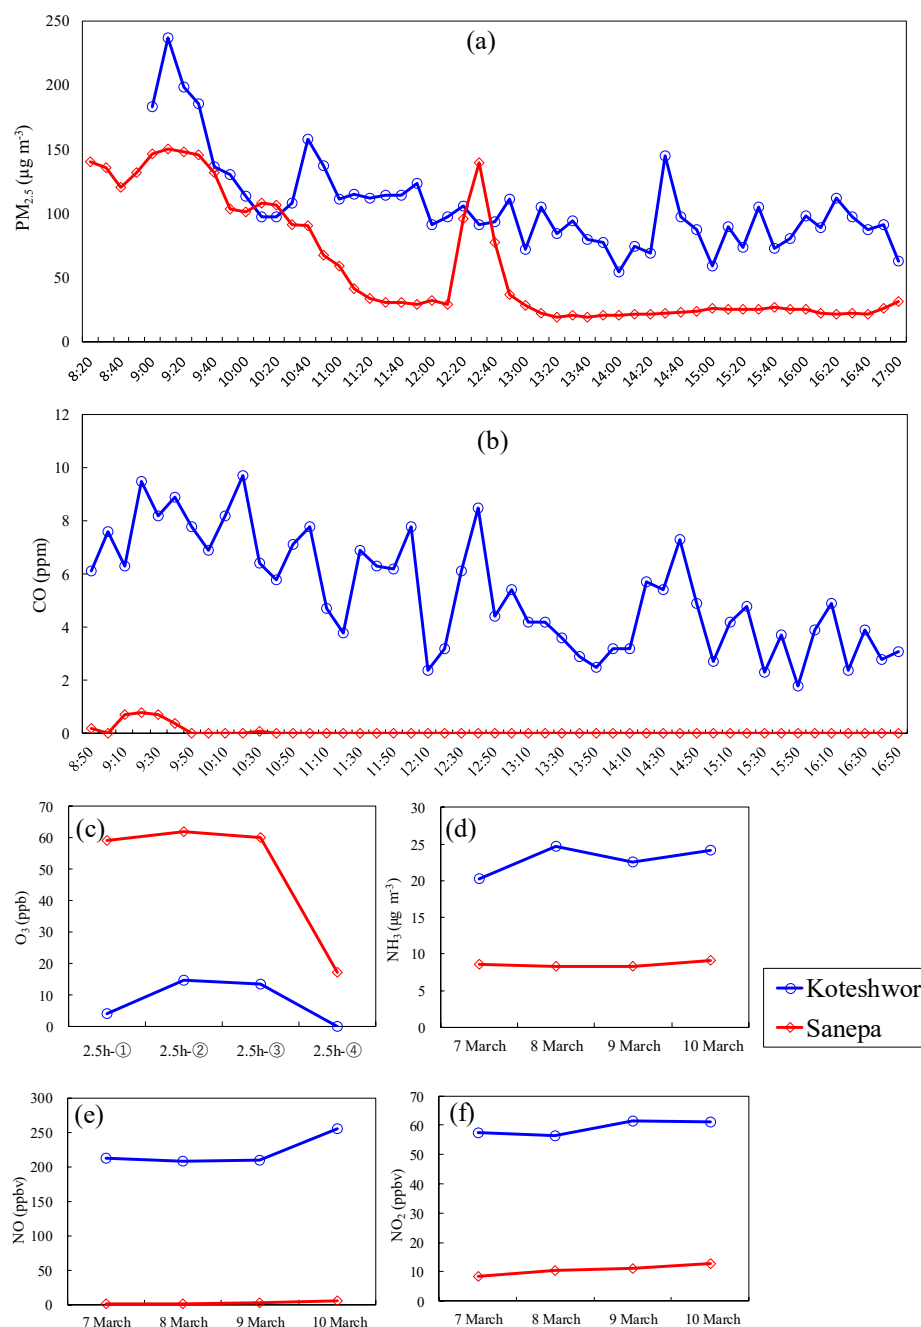 (a)
PM2.5 (µg m-3)
250
200
150
100
50
0
8:20 8:40 9:00 9:20 9:40 10:00 10:20 10:40 11:00 11:20 11:40 12:00 12:20 12:40 13:00 13:20 13:40 14:00 14:20 14:40 15:00 15:20 15:40 16:00 16:20 16:40 17:00
(b)
CO (ppm)
12
10
8
6
4
2
0
8:50 9:10 9:30 9:50 10:10 10:30 10:50 11:10 11:30 11:50 12:10 12:30 12:50 13:10 13:30 13:50 14:10 14:30 14:50 15:10 15:30 15:50 16:10 16:30 16:50
(c)
O3 (ppb)
70
60
50
40
30
20
10
0
2.5h-① 2.5h-② 2.5h-③ 2.5h-④
(d)
NH3 (µg m-3)
30
25
20
15
10
5
0
7 March 8 March 9 March 10 March
Koteshwor
Sanepa
(e)
NO (ppbv)
300
250
200
150
100
50
0
7 March 8 March 9 March 10 March
(f)
NO2 (ppbv)
70
60
50
40
30
20
10
0
7 March 8 March 9 March 10 March